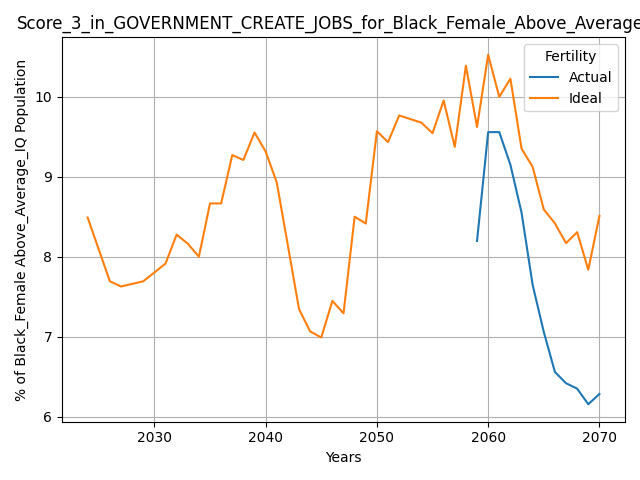 Score_3_in_GOVERNMENT_CREATE_JOBS_for_Black_Female_Above_Average
% of Black_Female Above_Average_IQ Population
Fertility
Actual
Ideal
10
9
8
7
6
2030 2040 2050 2060 2070
Years